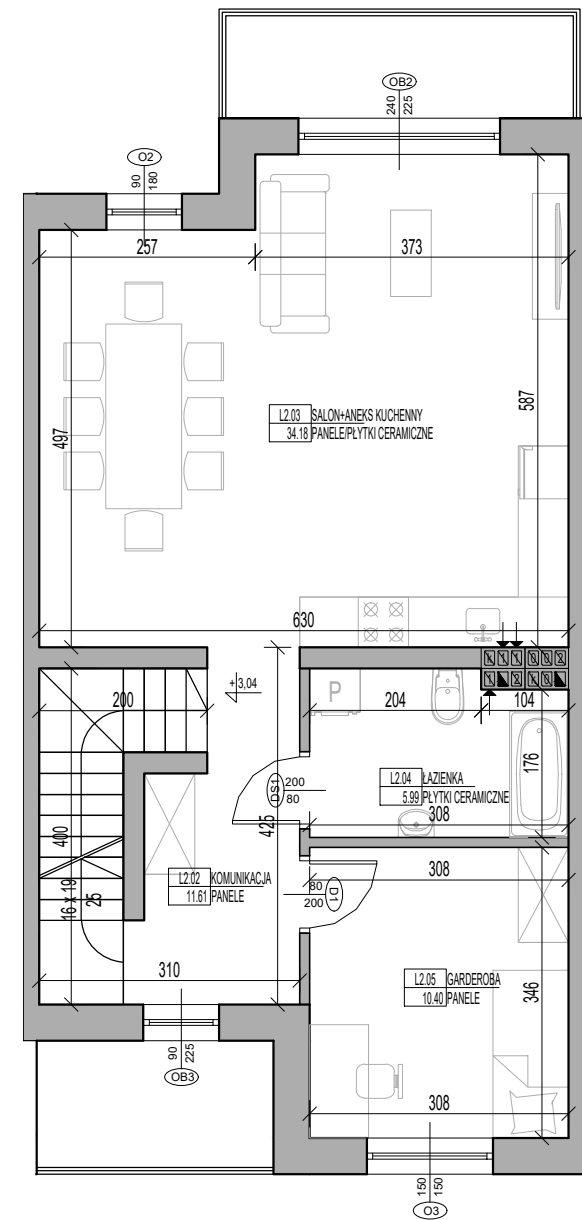 OB2
240
225
O2
90
180
257
373
L2.03 SALON+ANEKS KUCHENNY
34.18 PANELE/PŁYTKI CERAMICZNE
497
587
630
+3,04
200
P
204
104
DS1
200
80
L2.04 ŁAZIENKA
5.99 PŁYTKI CERAMICZNE
176
308
425
400
16 x 19
25
L2.02 KOMUNIKACJA
11.61 PANELE
80
200
D1
308
310
L2.05 GARDEROBA
10.40 PANELE
346
90
225
OB3
308
150
150
O3